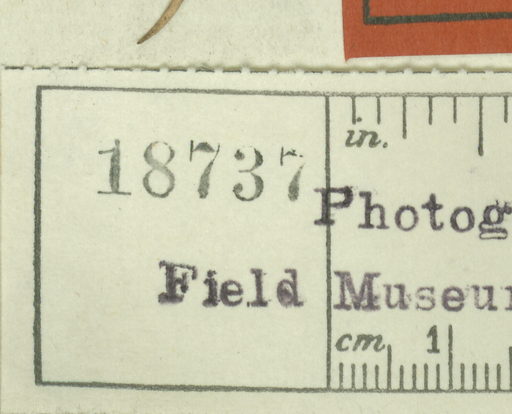 in.
18737
Photog
Field Museu
cm 1